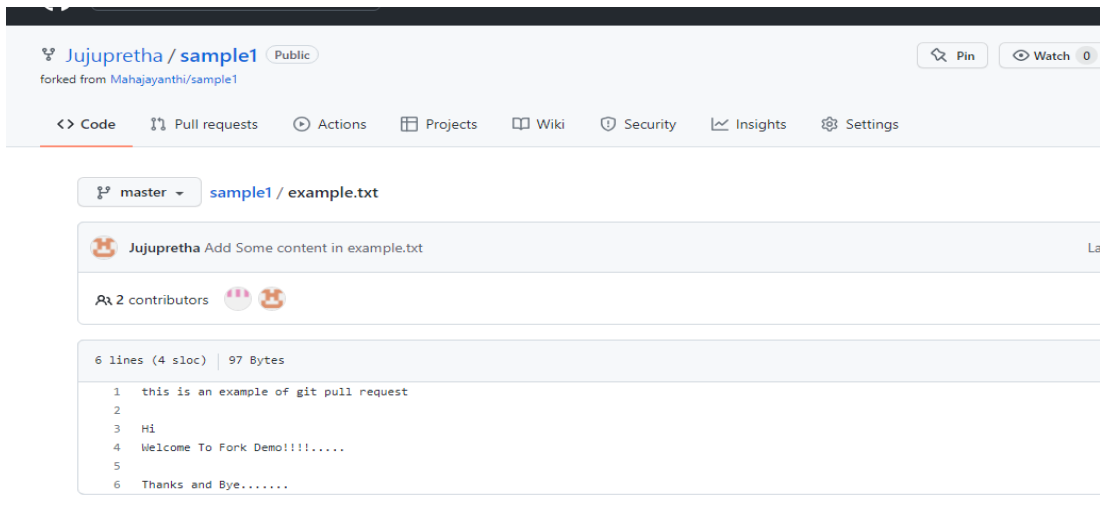 Jujupretha / sample1 Public
Pin
Watch 0
forked from Mahajayanthi/sample1
Code
Pull requests
Actions
Projects
Wiki
Security
Insights
Settings
master
sample1 / example.txt
Jujupretha Add Some content in example.txt
2 contributors
6 lines (4 sloc) 97 Bytes
1 this is an example of git pull request
2
3 Hi
4 Welcome To Fork Demo!!!!.....
5
6 Thanks and Bye.......